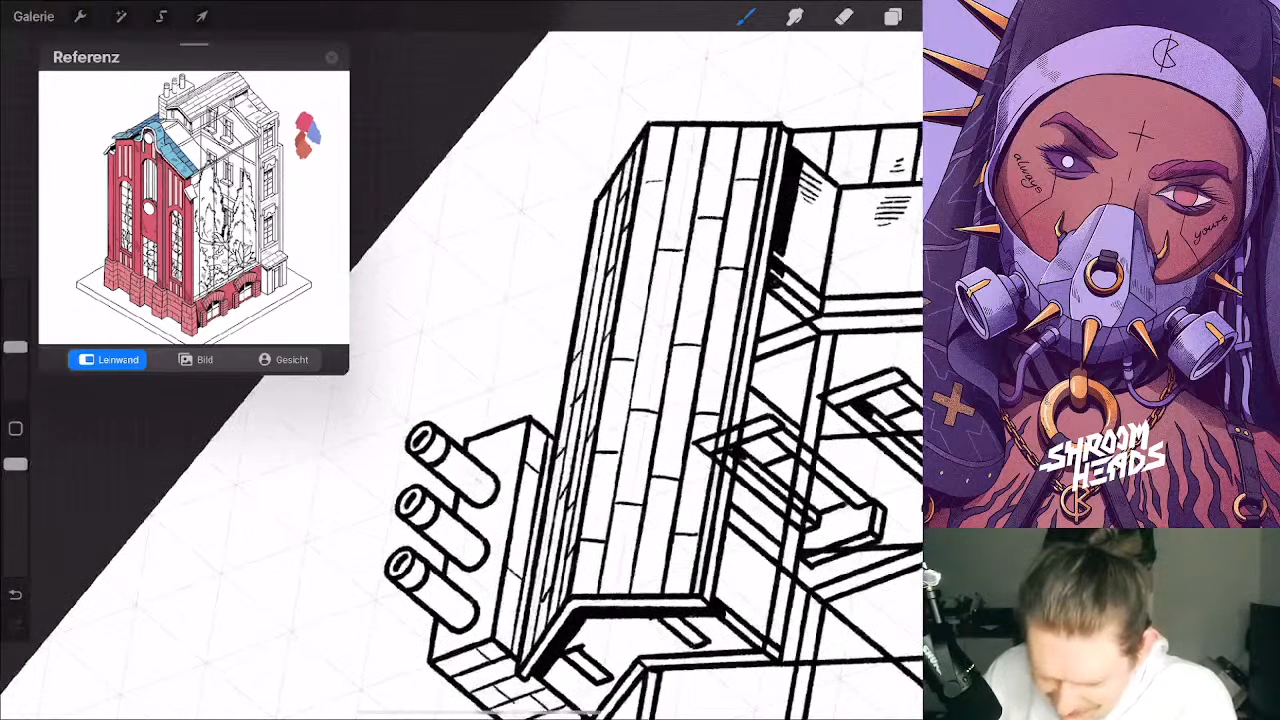 Galerie
Referenz
Leinwand
Bild
Gesicht
always
yours
SHROOM
HEADS